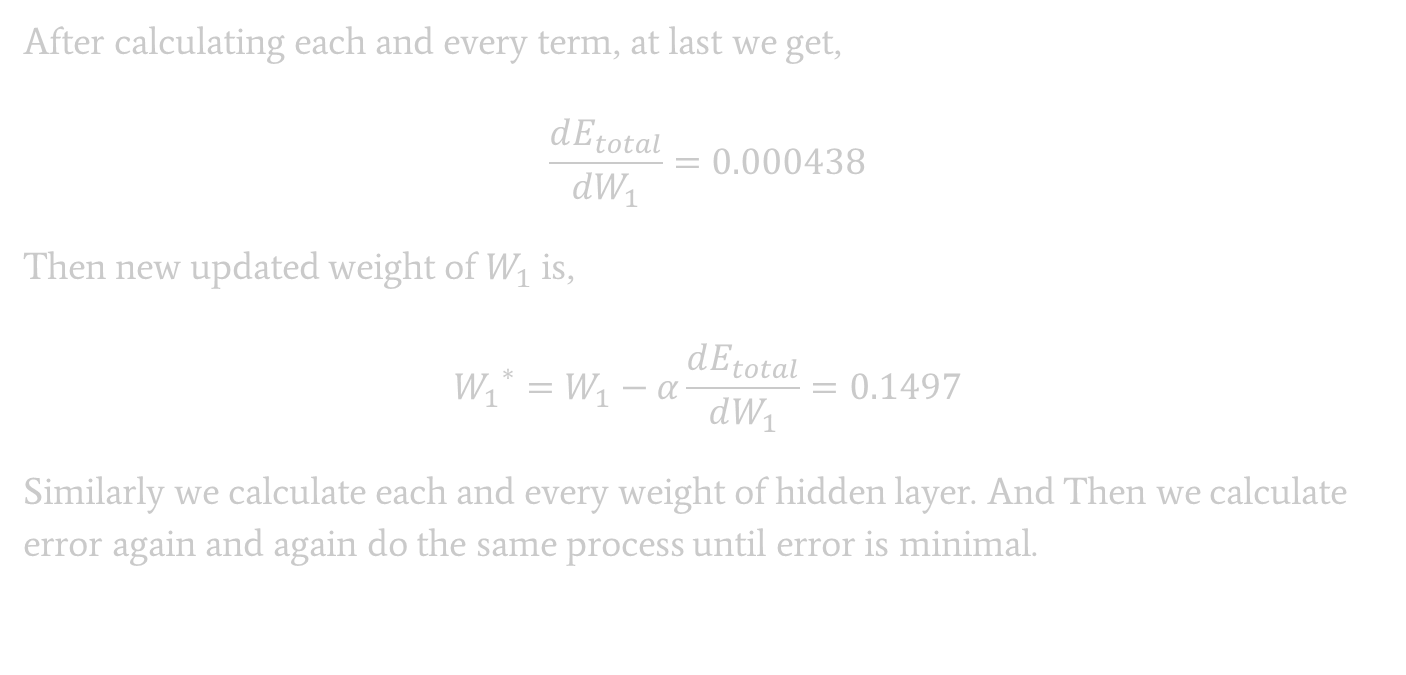 After calculating each and every term, at last we get,
dE_total / dW_1 = 0.000438
Then new updated weight of W_1 is,
W_1^* = W_1 − α dE_total / dW_1 = 0.1497
Similarly we calculate each and every weight of hidden layer. And Then we calculate
error again and again do the same process until error is minimal.